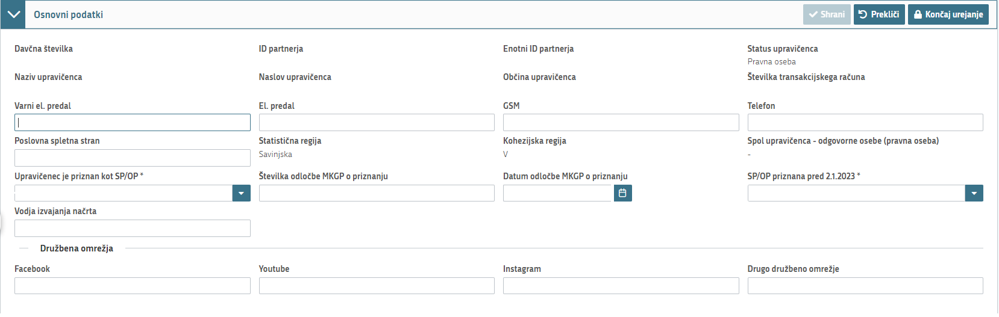 Osnovni podatki Shrani Prekliči Končaj urejanje
Davčna številka ID partnerja Enotni ID partnerja Status upravičenca
Pravna oseba
Naziv upravičenca Naslov upravičenca Občina upravičenca Številka transakcijskega računa
Varni el. predal El. predal GSM Telefon
Poslovna spletna stran Statistična regija Kohezijska regija Spol upravičenca - odgovorne osebe (pravna oseba)
Savinjska V -
Upravičenec je priznan kot SP/OP * Številka odločbe MKGP o priznanju Datum odločbe MKGP o priznanju SP/OP priznana pred 2.1.2023 *
Vodja izvajanja načrta
Družbena omrežja
Facebook Youtube Instagram Drugo družbeno omrežje